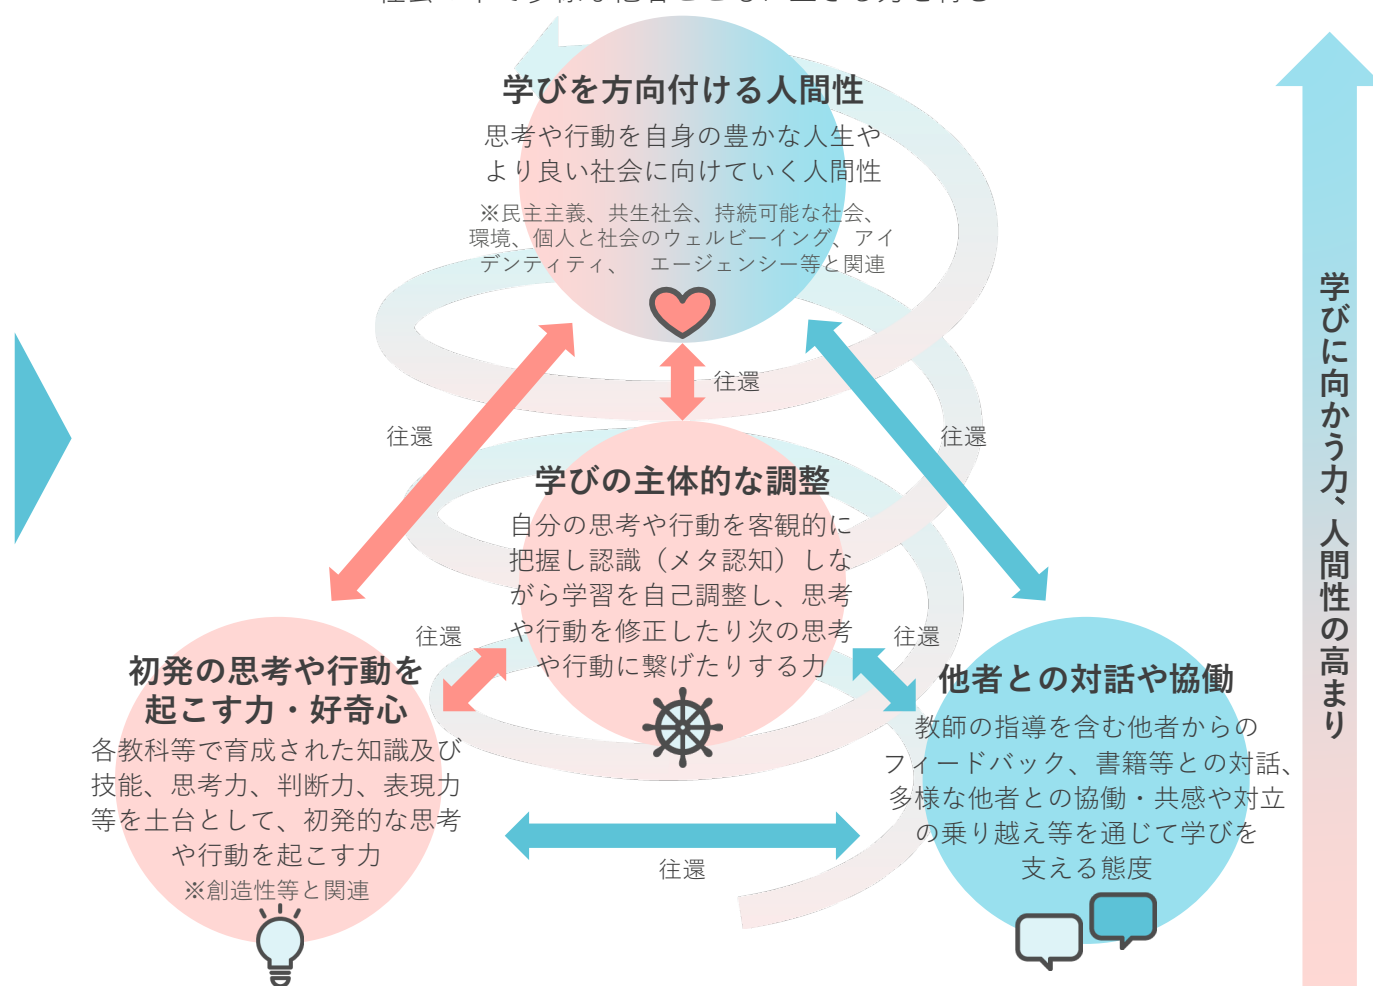 学びを方向付ける人間性
思考や行動を自身の豊かな人生や
より良い社会に向けていく人間性
※民主主義、共生社会、持続可能な社会、
環境、個人と社会のウェルビーイング、アイ
デンティティ、　エージェンシー等と関連
往還
往還
往還
学びの主体的な調整
自分の思考や行動を客観的に
把握し認識（メタ認知）しな
がら学習を自己調整し、思考
や行動を修正したり次の思考
や行動に繋げたりする力
往還
往還
初発の思考や行動を
起こす力・好奇心
各教科等で育成された知識及び
技能、思考力、判断力、表現力
等を土台として、初発的な思考
や行動を起こす力
※創造性等と関連
他者との対話や協働
教師の指導を含む他者からの
フィードバック、書籍等との対話、
多様な他者との協働・共感や対立
の乗り越え等を通じて学びを
支える態度
往還
学びに向かう力、人間性の高まり